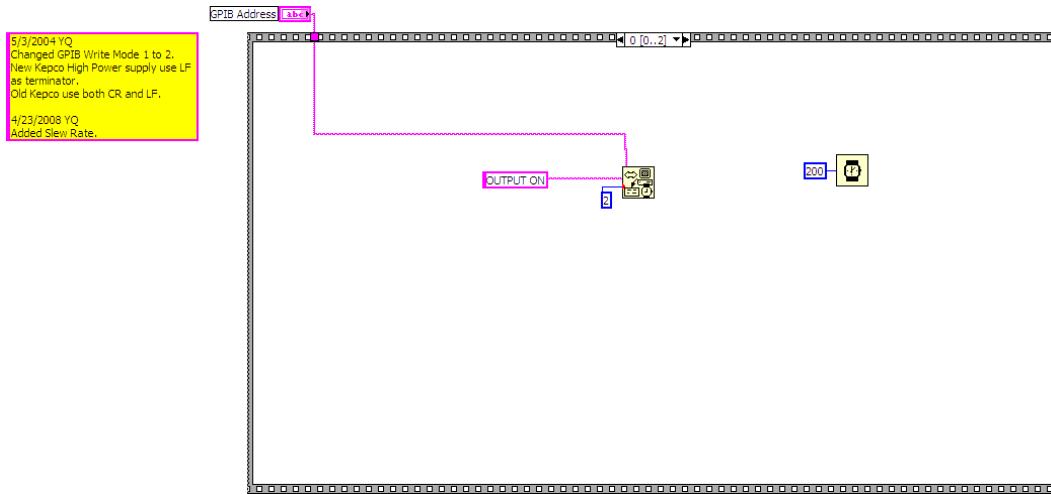 GPIB Address
abc
0 [0..2]
5/3/2004 YQ
Changed GPIB Write Mode 1 to 2.
New Kepco High Power supply use LF
as terminator.
Old Kepco use both CR and LF.
4/23/2008 YQ
Added Slew Rate.
OUTPUT ON
2
200